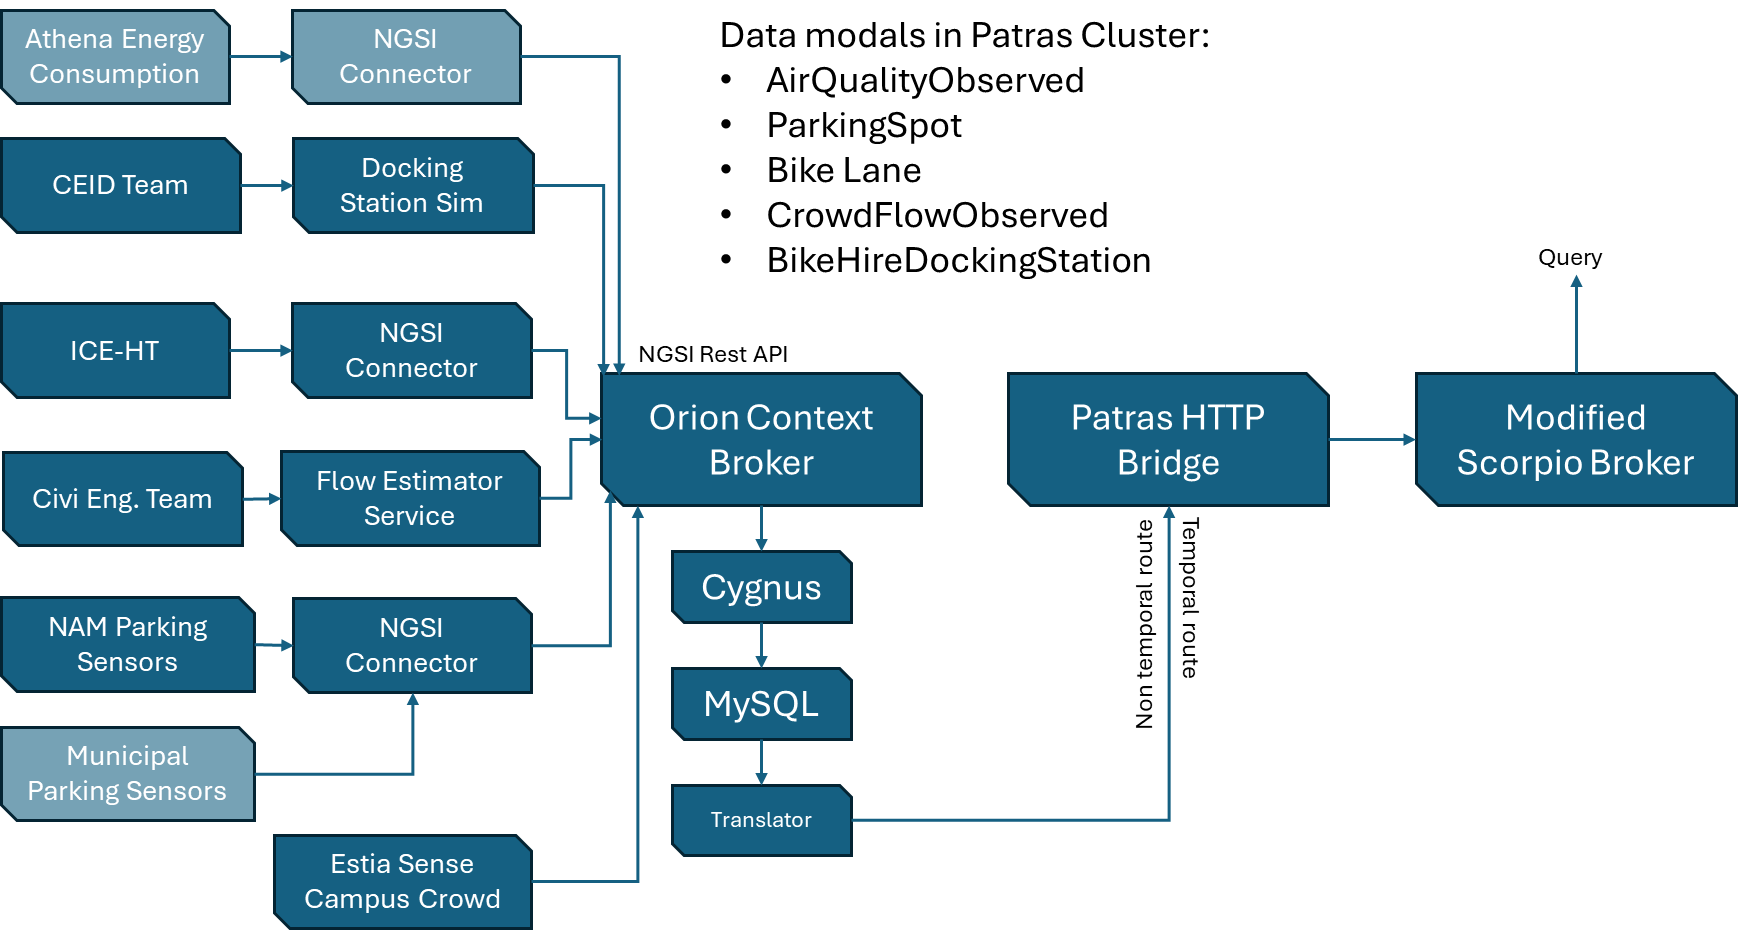 Athena Energy
Consumption
NGSI
Connector
Data modals in Patras Cluster:
• AirQualityObserved
• ParkingSpot
• Bike Lane
• CrowdFlowObserved
• BikeHireDockingStation
CEID Team
Docking
Station Sim
ICE-HT
NGSI
Connector
NGSI Rest API
Orion Context
Broker
Patras HTTP
Bridge
Query
Modified
Scorpio Broker
Civi Eng. Team
Flow Estimator
Service
Cygnus
Non temporal route
Temporal route
NAM Parking
Sensors
NGSI
Connector
MySQL
Municipal
Parking Sensors
Translator
Estia Sense
Campus Crowd